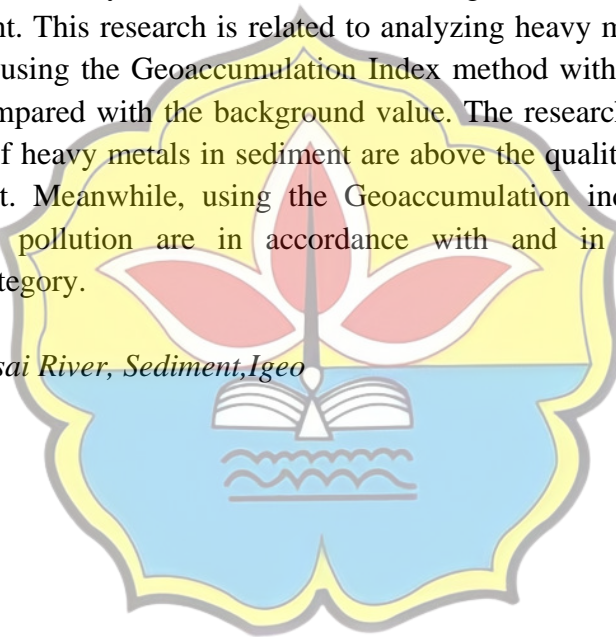 nt. This research is related to analyzing heavy m
using the Geoaccumulation Index method with
mpared with the background value. The research
f heavy metals in sediment are above the quality
t. Meanwhile, using the Geoaccumulation inc
pollution are in accordance with and in
tegory.
sai River, Sediment,Igeo